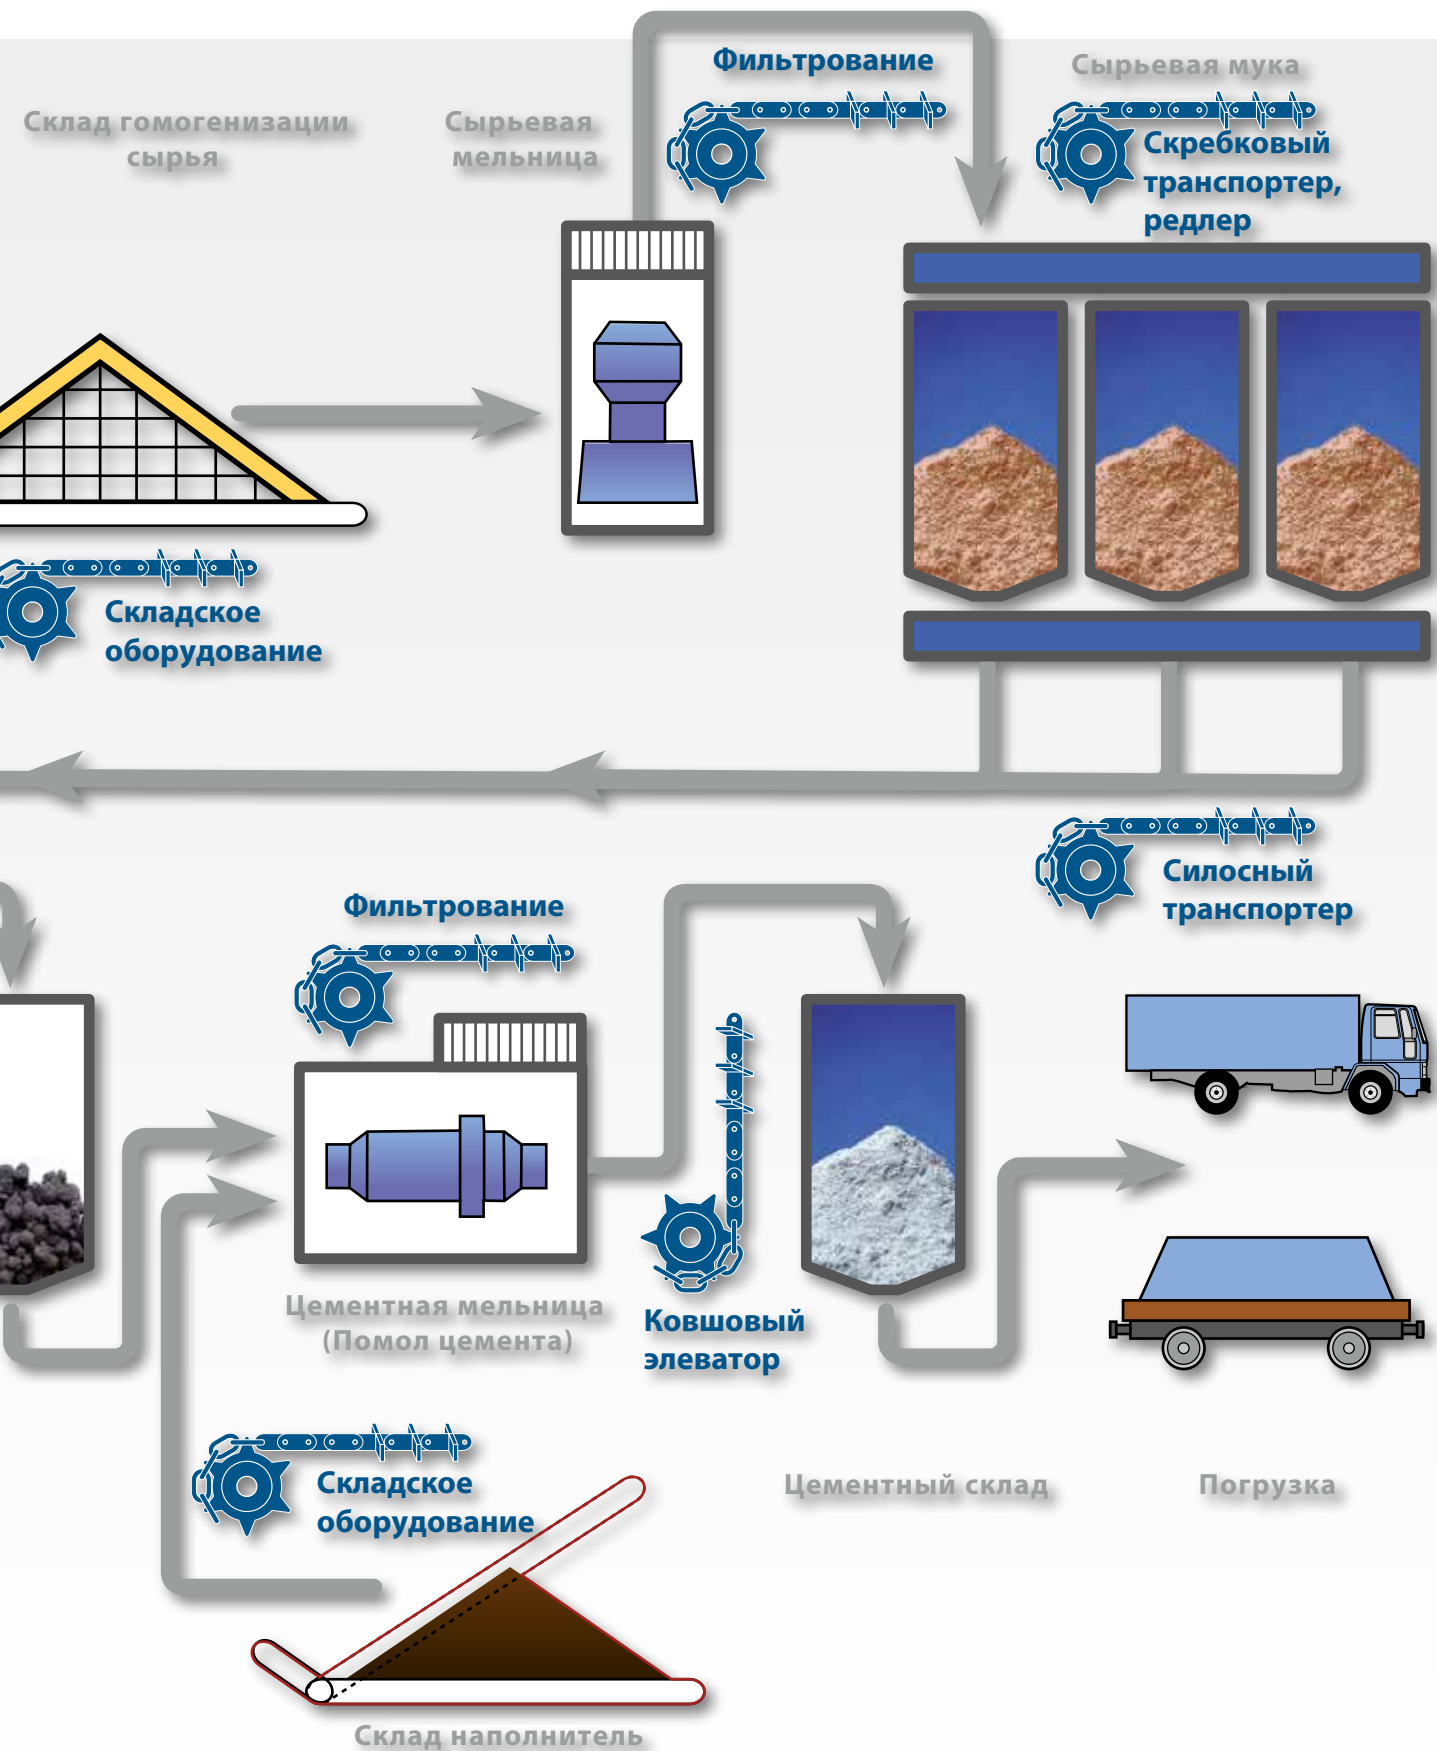 Фильтрование
Сырьевая мука
Склад гомогенизации
сырья
Сырьевая
мельница
Скребковый
транспортер,
редлер
Складское
оборудование
Силосный
транспортер
Фильтрование
Цементная мельница
(Помол цемента)
Ковшовый
элеватор
Складское
оборудование
Цементный склад
Погрузка
Склад наполнитель